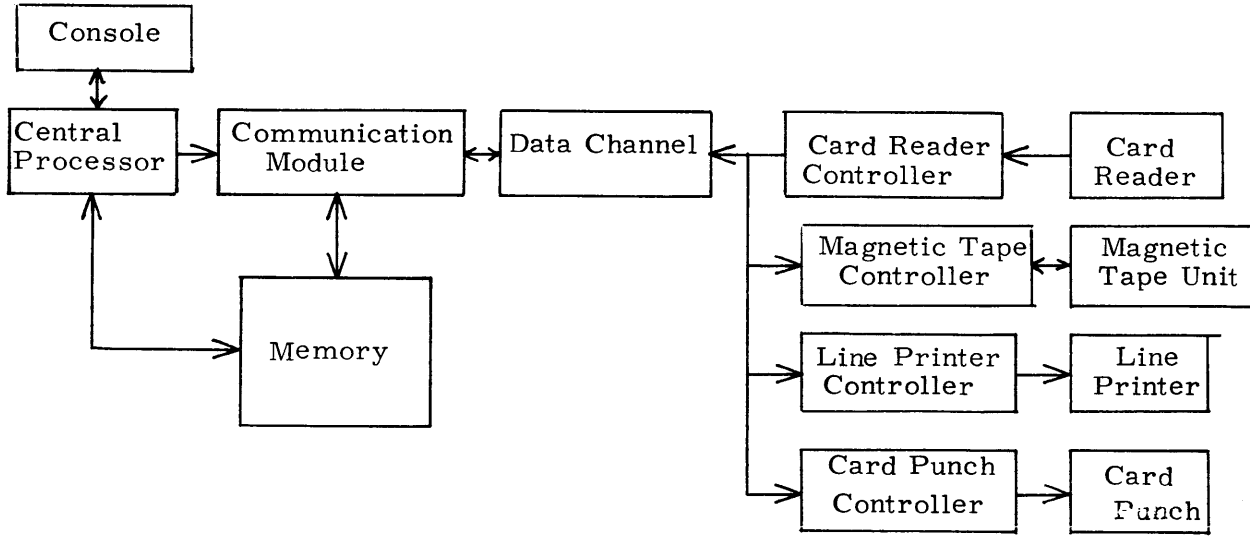 Console
Central
Processor
Communication
Module
Data Channel
Card Reader
Controller
Card
Reader
Magnetic Tape
Controller
Magnetic
Tape Unit
Memory
Line Printer
Controller
Line
Printer
Card Punch
Controller
Card
Punch